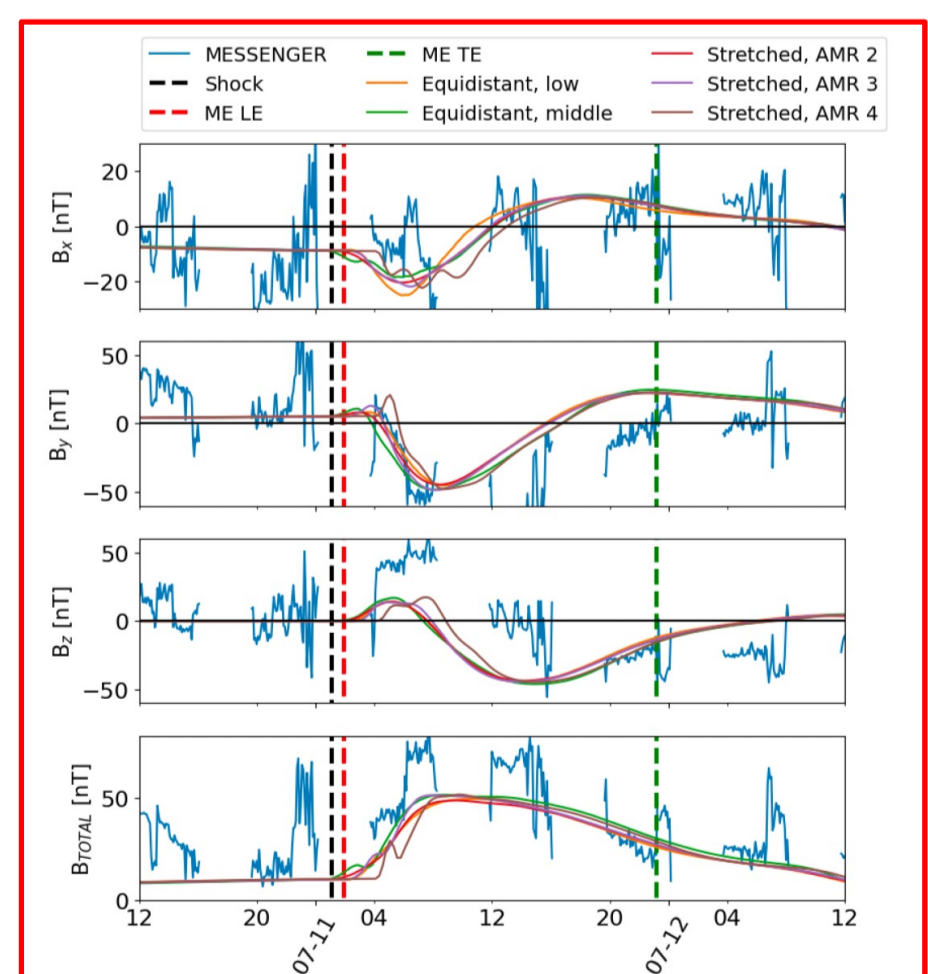 MESSENGER ME TE Stretched, AMR 2
Shock Equidistant, low Stretched, AMR 3
ME LE Equidistant, middle Stretched, AMR 4
20
0
−20
Bx [nT]
50
0
−50
By [nT]
50
0
−50
Bz [nT]
50
0
BTOTAL [nT]
12 20 04 12 20 04 12
07-11 07-12